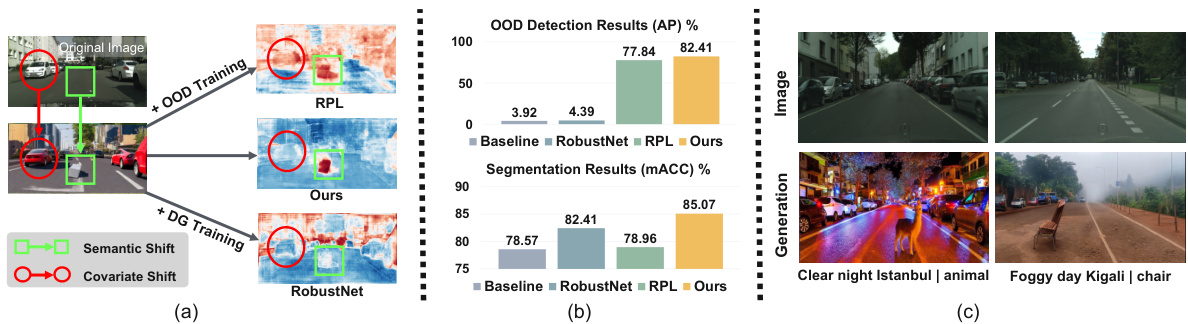 Original Image
+ OOD Training
RPL
Ours
+ DG Training
RobustNet
Semantic Shift
Covariate Shift
(a)
OOD Detection Results (AP) %
100
50
0
3.92
4.39
77.84
82.41
Baseline RobustNet RPL Ours
Segmentation Results (mACC) %
90
85
80
75
78.57
82.41
78.96
85.07
Baseline RobustNet RPL Ours
(b)
Image
Generation
Clear night Istanbul | animal
Foggy day Kigali | chair
(c)